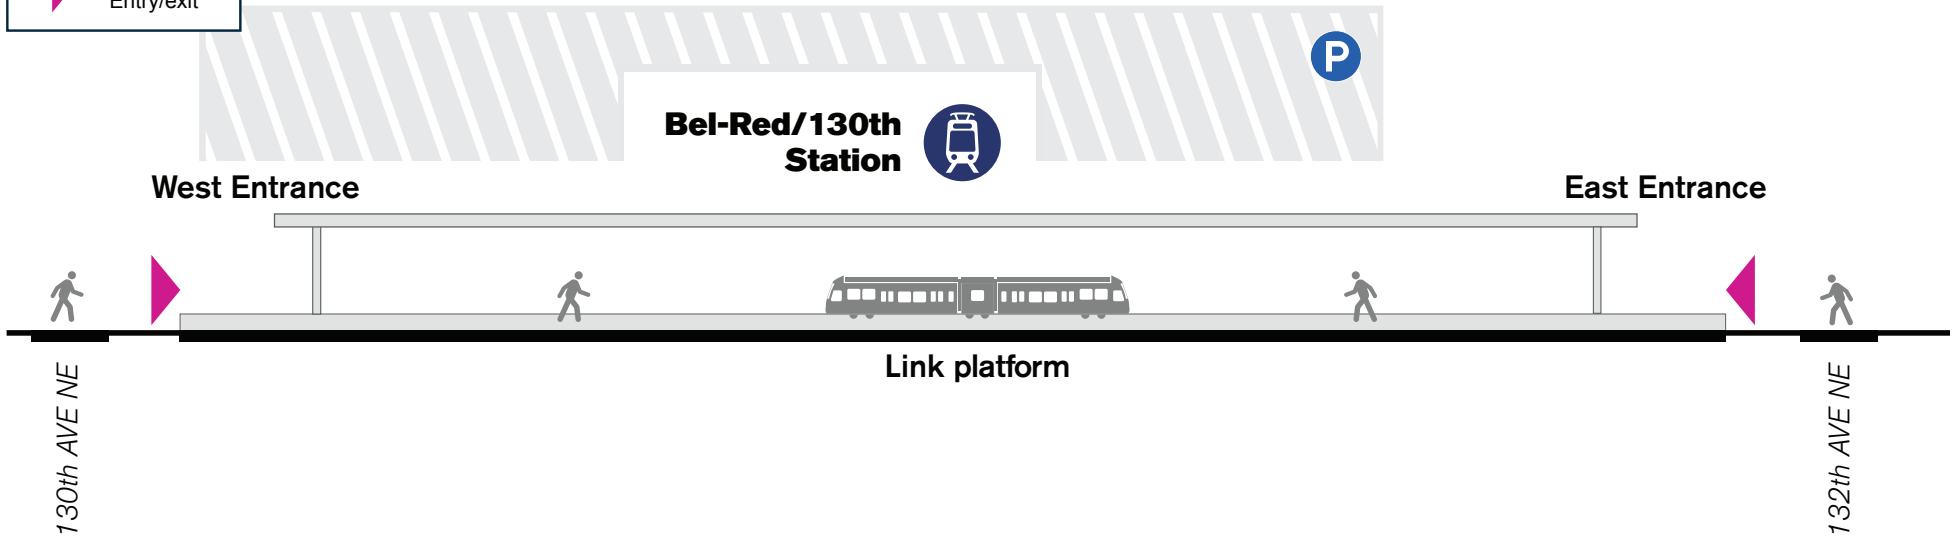 Entry/exit
P
Bel-Red/130th
Station
West Entrance
East Entrance
Link platform
130th AVE NE
132th AVE NE